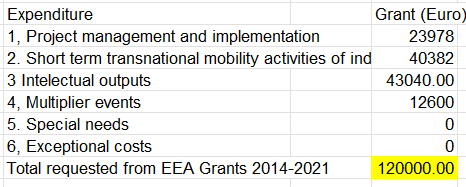 Expenditure Grant (Euro)
1, Project management and implementation 23978
2. Short term transnational mobility activities of ind 40382
3 Intelectual outputs 43040.00
4, Multiplier events 12600
5. Special needs 0
6, Exceptional costs 0
Total requested from EEA Grants 2014-2021 120000.00